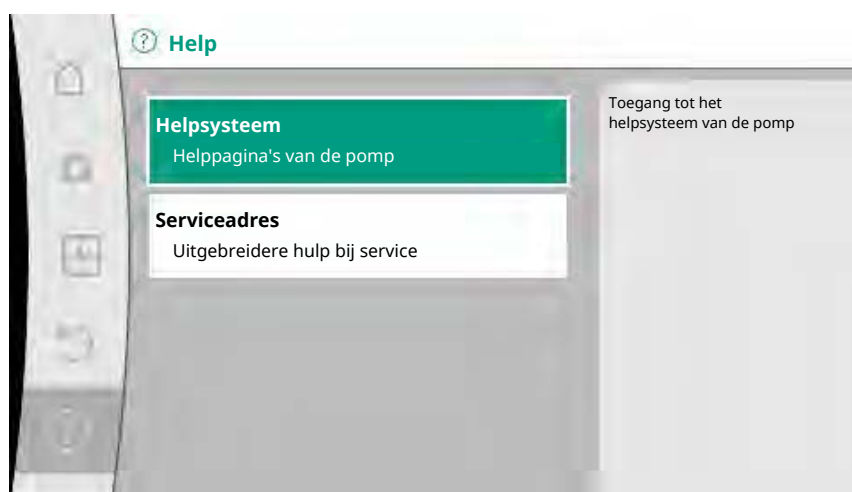 Help
Helpsysteem
Helppagina's van de pomp
Serviceadres
Uitgebreidere hulp bij service
Toegang tot het
helpsysteem van de pomp